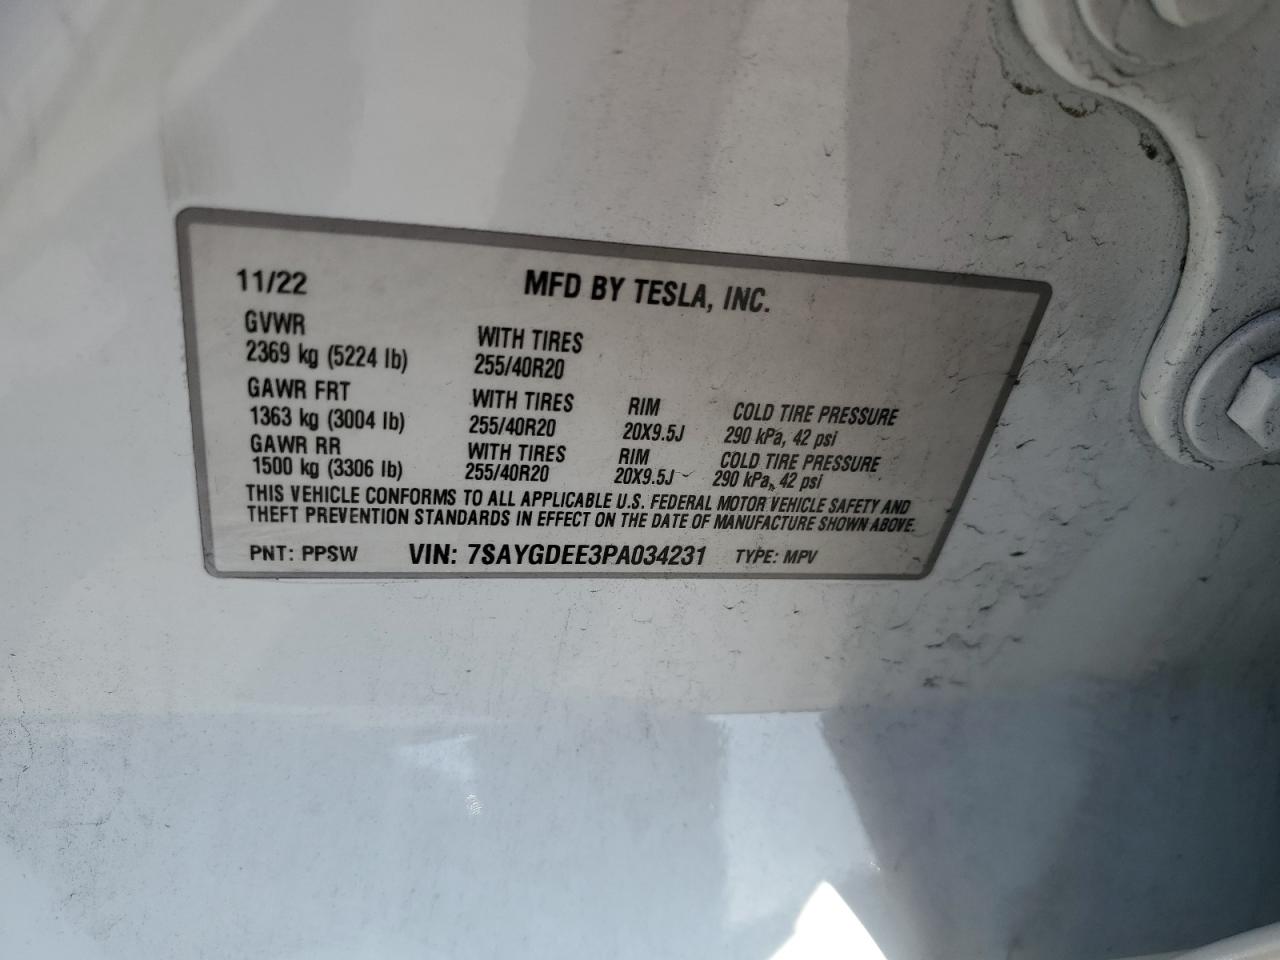 11/22 MFD BY TESLA, INC.
GVWR WITH TIRES
2369 kg (5224 lb) 255/40R20
GAWR FRT WITH TIRES RIM COLD TIRE PRESSURE
1363 kg (3004 lb) 255/40R20 20X9.5J 290 kPa, 42 psi
GAWR RR WITH TIRES RIM COLD TIRE PRESSURE
1500 kg (3306 lb) 255/40R20 20X9.5J 290 kPa, 42 psi
THIS VEHICLE CONFORMS TO ALL APPLICABLE U.S. FEDERAL MOTOR VEHICLE SAFETY AND
THEFT PREVENTION STANDARDS IN EFFECT ON THE DATE OF MANUFACTURE SHOWN ABOVE.
PNT: PPSW VIN: 7SAYGDEE3PA034231 TYPE: MPV